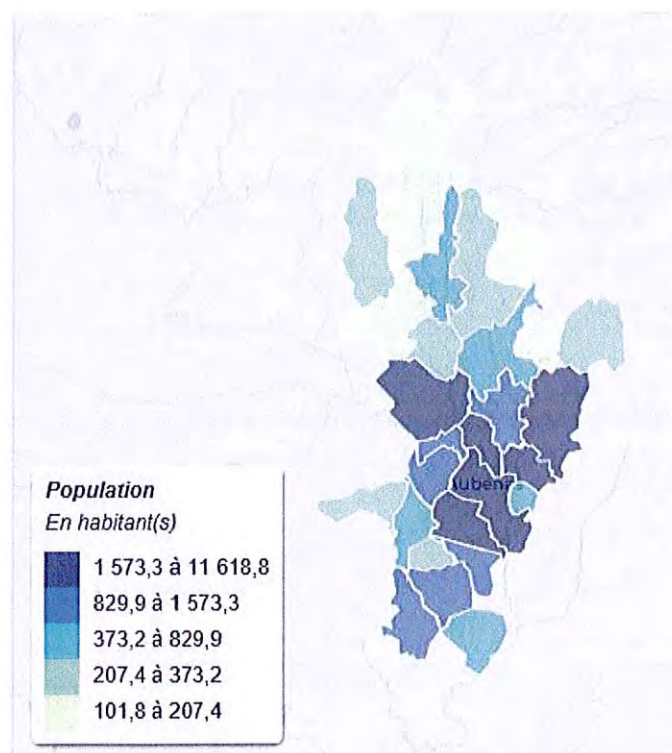 Aubenas
Population
En habitant(s)
1 573,3 à 11 618,8
829,9 à 1 573,3
373,2 à 829,9
207,4 à 373,2
101,8 à 207,4